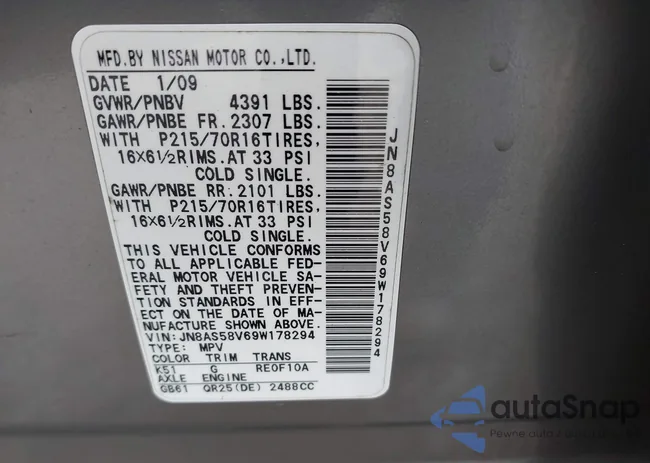 MFD.BY NISSAN MOTOR CO.,LTD.
DATE 1/09
GVWR/PNBV 4391 LBS.
GAWR/PNBE FR. 2307 LBS.
WITH P215/70R16TIRES,
16X6½RIMS.AT 33 PSI
COLD SINGLE.
GAWR/PNBE RR. 2101 LBS.
WITH P215/70R16TIRES,
16X6½RIMS.AT 33 PSI
COLD SINGLE.
THIS VEHICLE CONFORMS
TO ALL APPLICABLE FED-
ERAL MOTOR VEHICLE SA-
FETY AND THEFT PREVEN-
TION STANDARDS IN EFF-
ECT ON THE DATE OF MA-
NUFACTURE SHOWN ABOVE.
VIN:JN8AS58V69W178294
TYPE: MPV
COLOR TRIM TRANS
K51 G RE0F10A
AXLE ENGINE
GB61 QR25(DE) 2488CC
JN8AS58V69W178294
autoSnap
Pewne auto